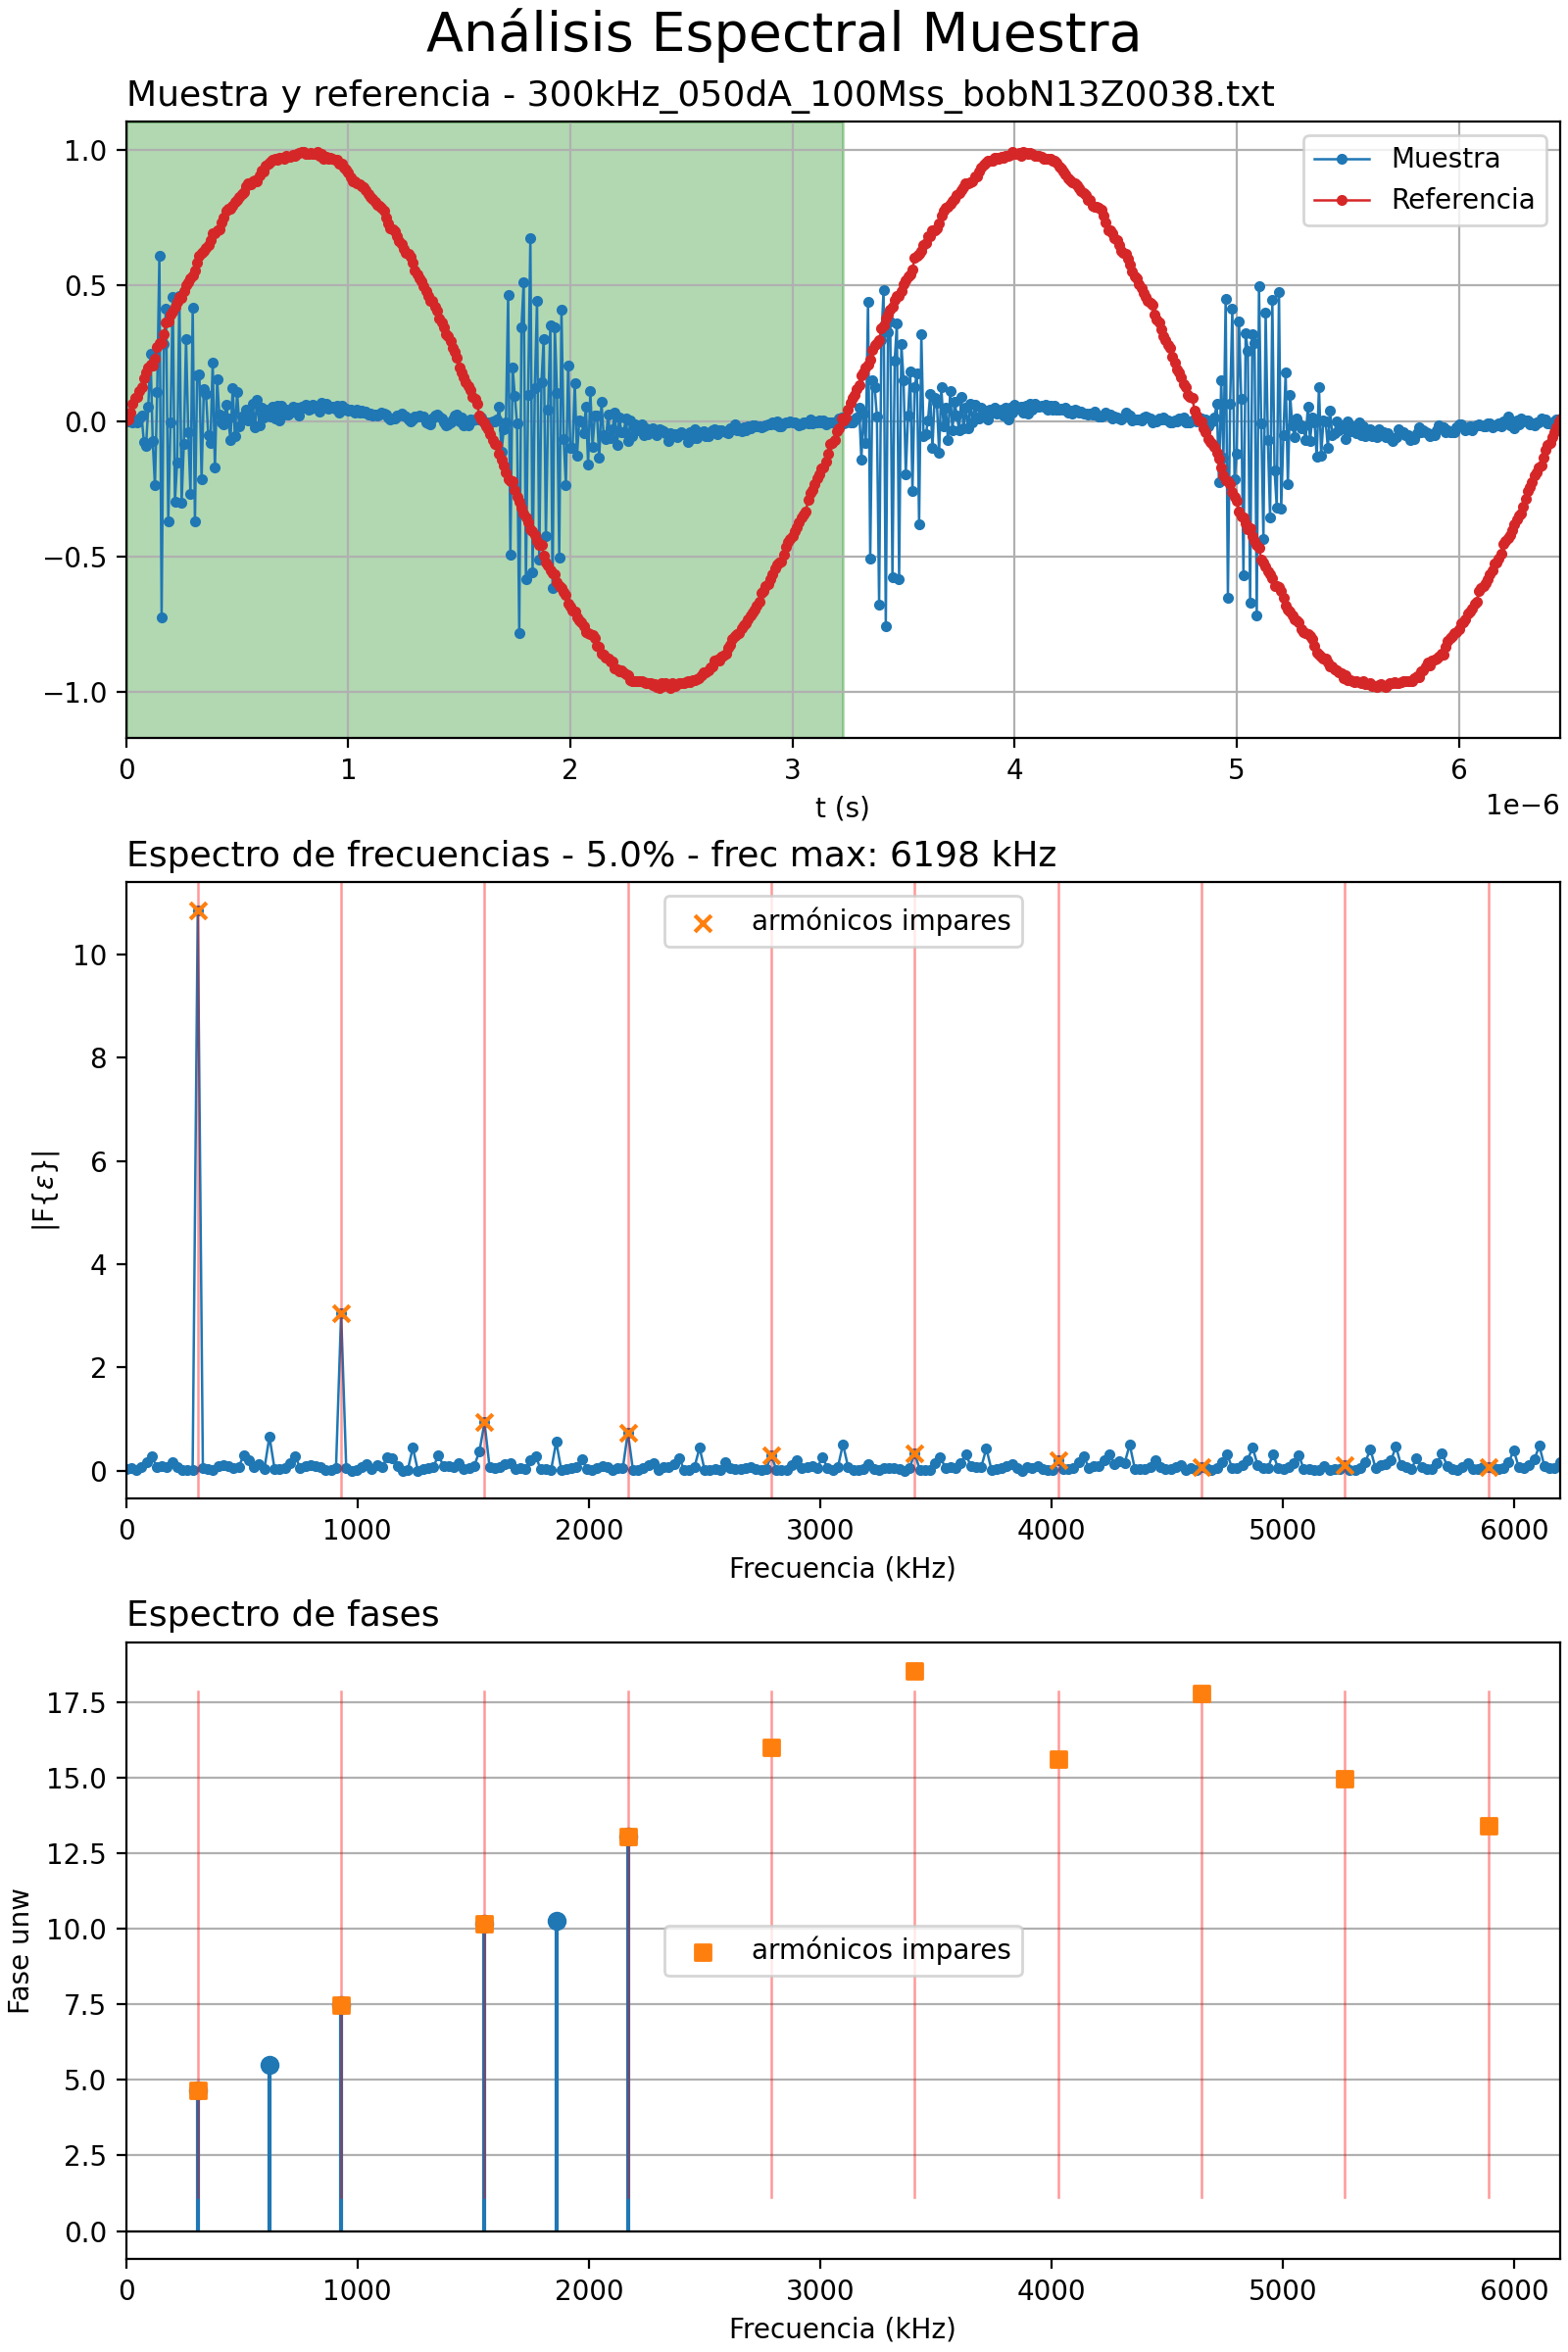 Análisis Espectral Muestra
Muestra y referencia - 300kHz_050dA_100Mss_bobN13Z0038.txt
1.0
0.5
0.0
−0.5
−1.0
Muestra
Referencia
0 1 2 3 4 5 6
1e−6
t (s)
Espectro de frecuencias - 5.0% - frec max: 6198 kHz
armónicos impares
|F{ε}|
10
8
6
4
2
0
0 1000 2000 3000 4000 5000 6000
Frecuencia (kHz)
Espectro de fases
Fase unw
17.5
15.0
12.5
10.0
7.5
5.0
2.5
0.0
armónicos impares
0 1000 2000 3000 4000 5000 6000
Frecuencia (kHz)